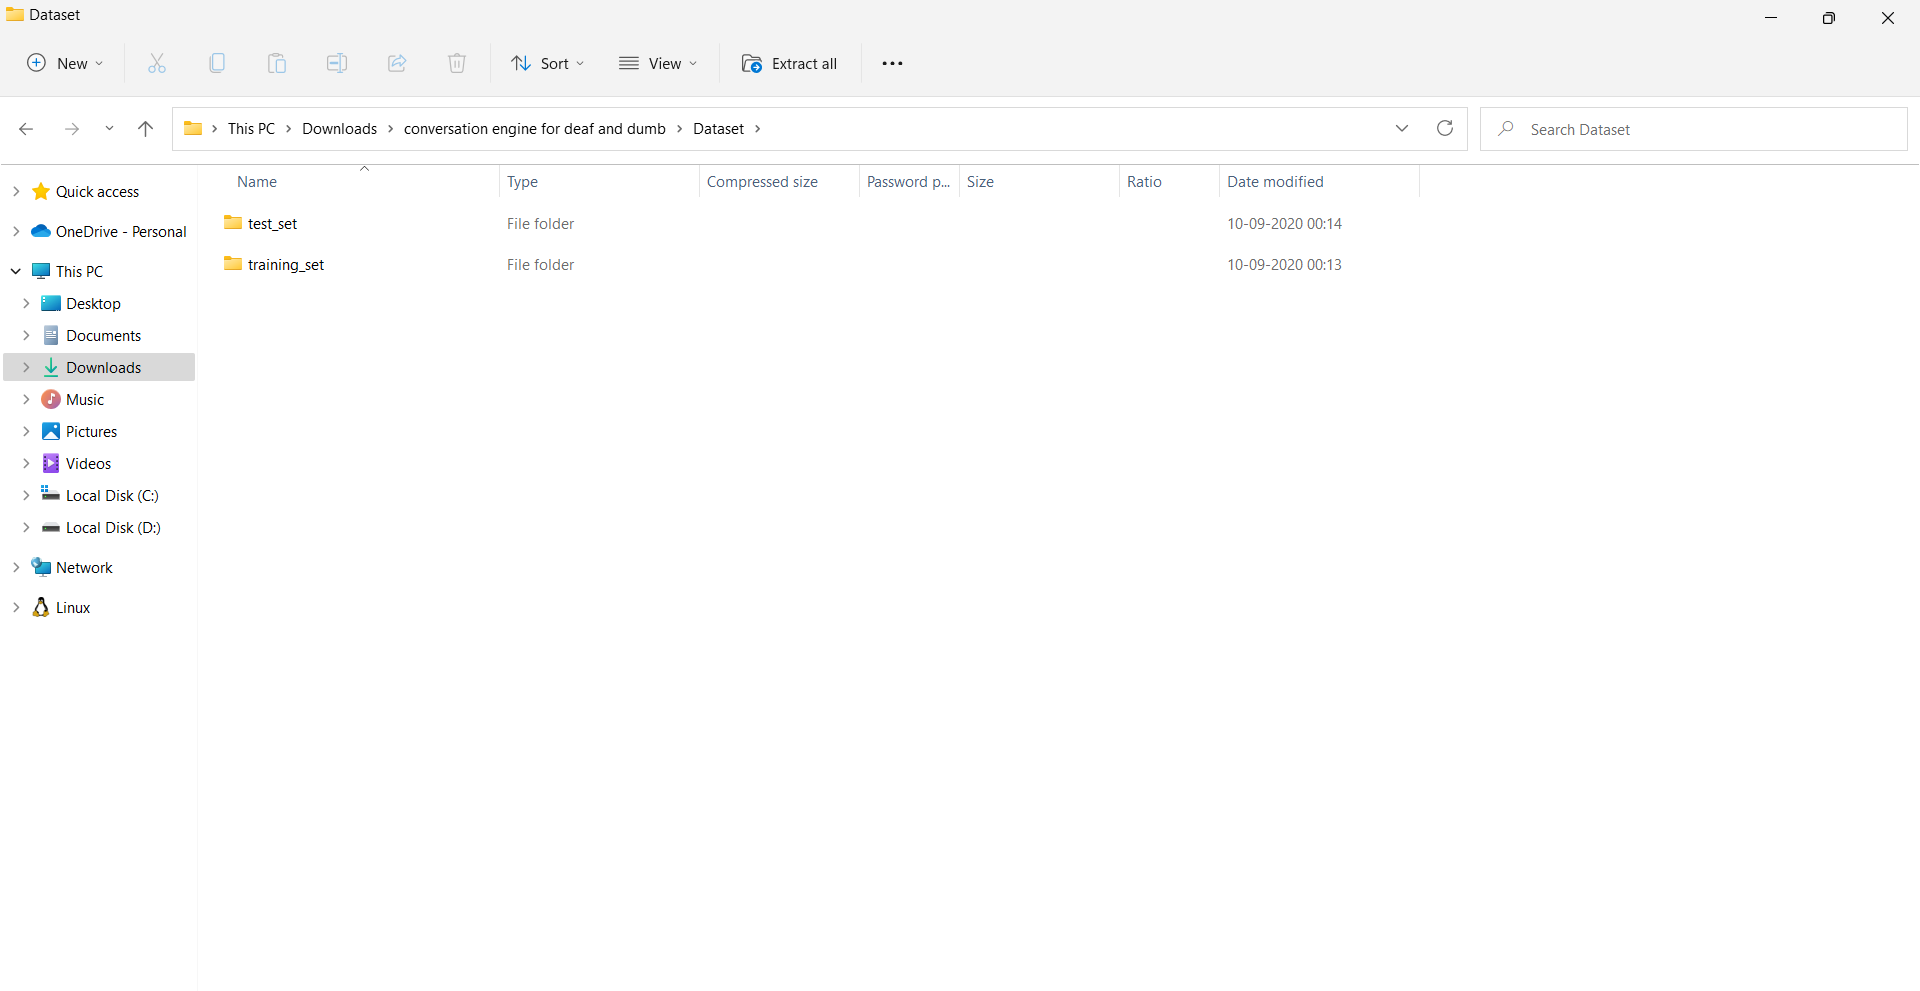 Dataset
New
Sort
View
Extract all
This PC > Downloads > conversation engine for deaf and dumb > Dataset >
Search Dataset
Name Type Compressed size Password p... Size Ratio Date modified
test_set File folder 10-09-2020 00:14
training_set File folder 10-09-2020 00:13
Quick access
OneDrive - Personal
This PC
Desktop
Documents
Downloads
Music
Pictures
Videos
Local Disk (C:)
Local Disk (D:)
Network
Linux